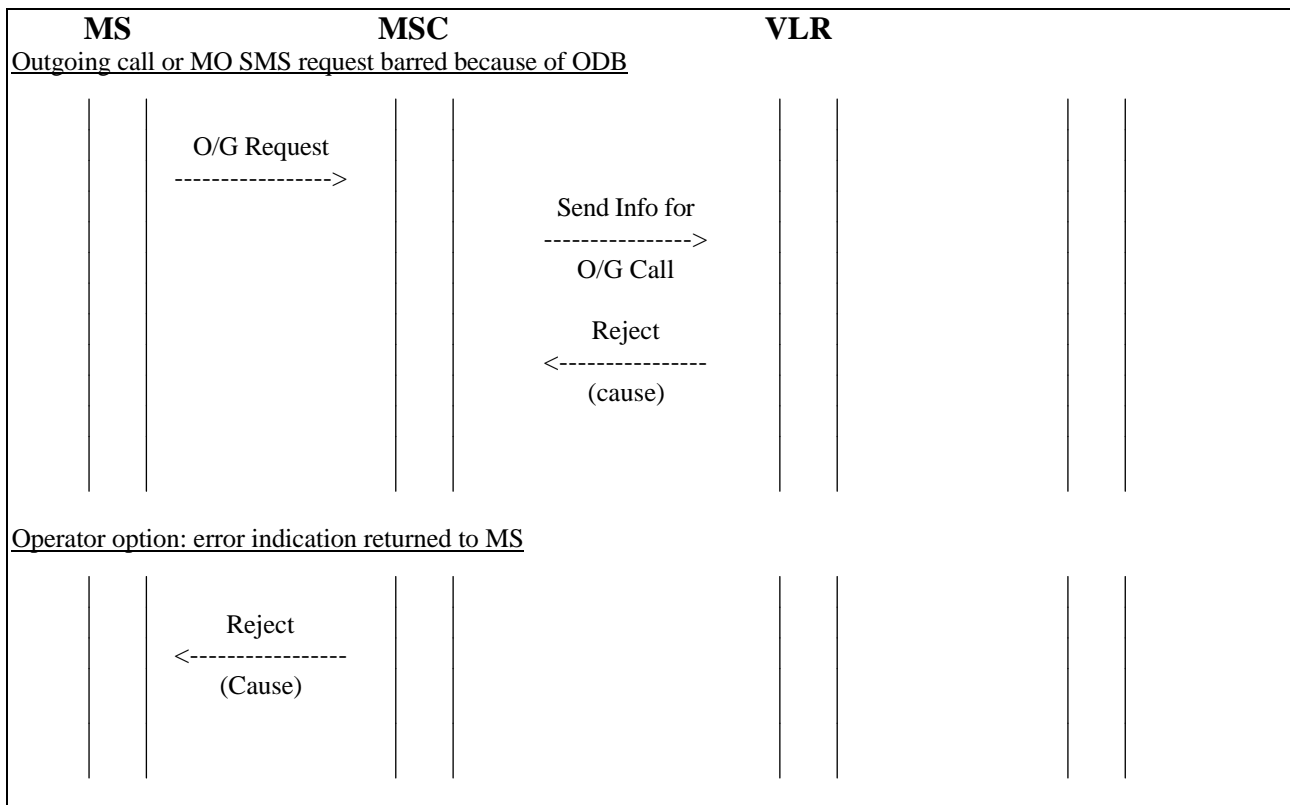 MS MSC VLR
Outgoing call or MO SMS request barred because of ODB
O/G Request
----------------->
Send Info for
---------------->
O/G Call
Reject
<----------------
(cause)
Operator option: error indication returned to MS
Reject
<-----------------
(Cause)